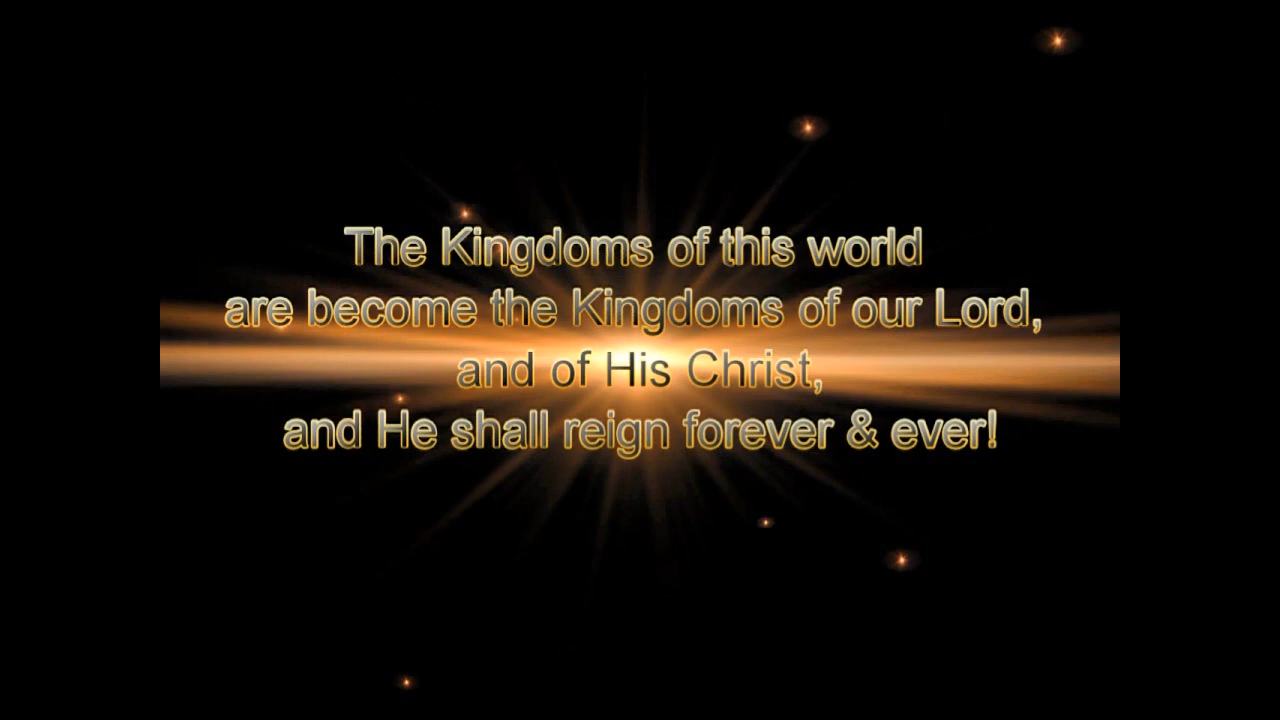 The Kingdoms of this world
are become the Kingdoms of our Lord,
and of His Christ,
and He shall reign forever & ever!